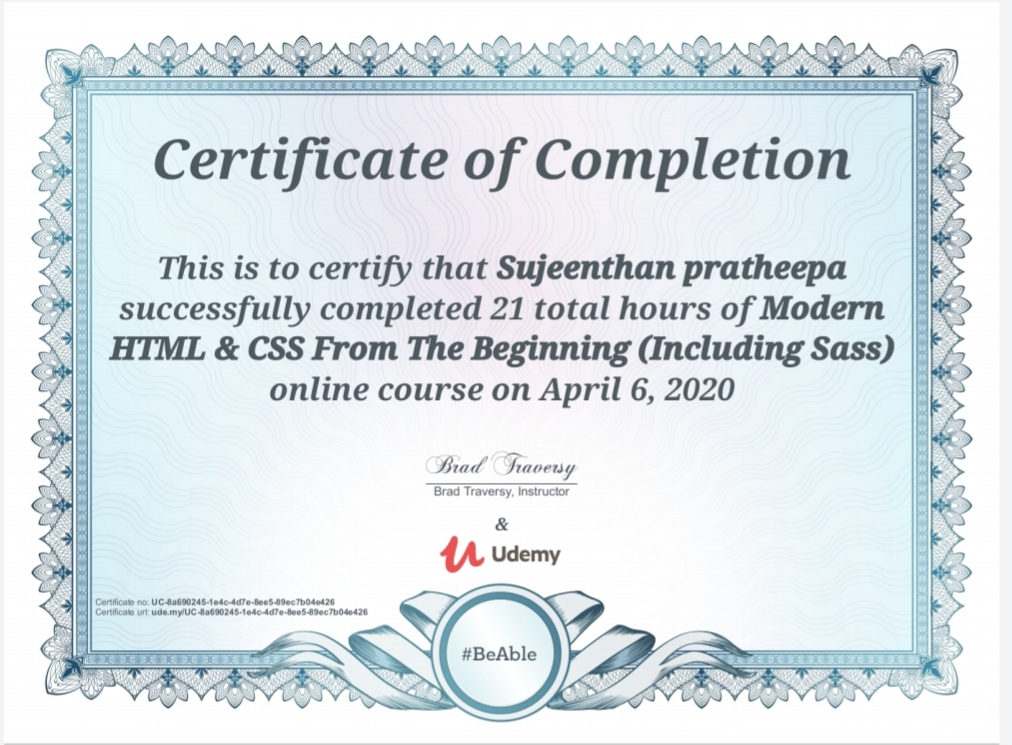 Certificate of Completion
This is to certify that Sujeenthan pratheepa
successfully completed 21 total hours of Modern
HTML & CSS From The Beginning (Including Sass)
online course on April 6, 2020
Brad Traversy
Brad Traversy, Instructor
&
Udemy
Certificate no: UC-8a690245-1e4c-4d7e-8ee5-89ec7b04e426
Certificate url: ude.my/UC-8a690245-1e4c-4d7e-8ee5-89ec7b04e426
#BeAble